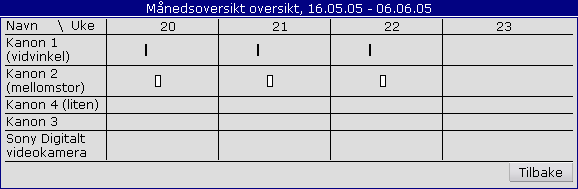 Månedsoversikt oversikt, 16.05.05 - 06.06.05
Navn \ Uke 20 21 22 23
Kanon 1
(vidvinkel)
Kanon 2
(mellomstor)
Kanon 4 (liten)
Kanon 3
Sony Digitalt
videokamera
Tilbake